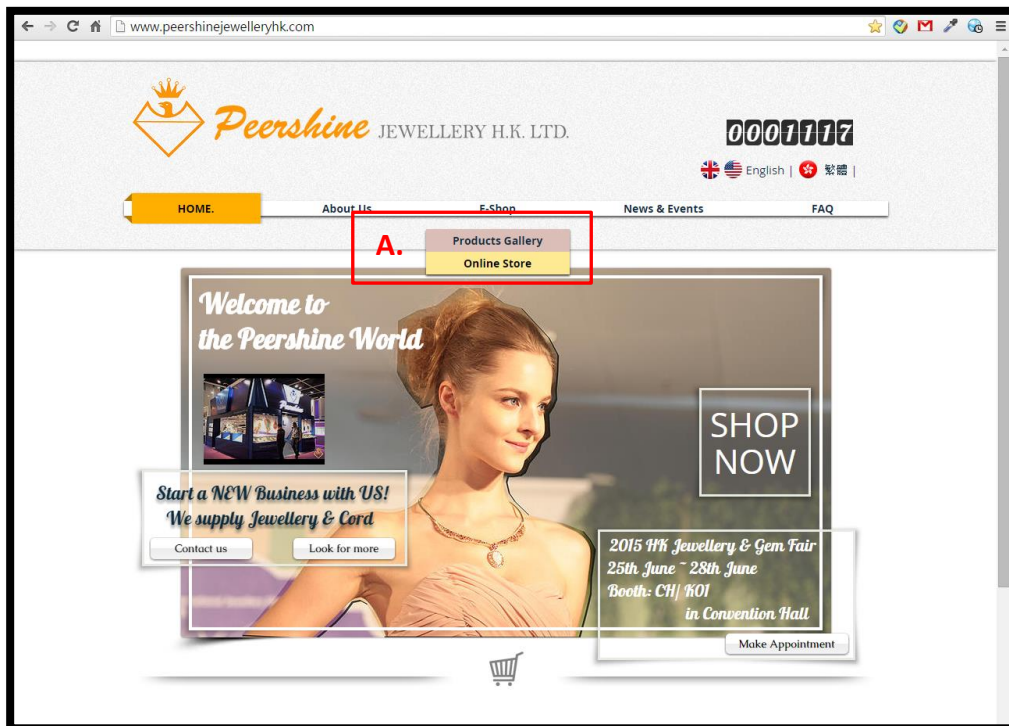 www.peershinejewelleryhk.com
Peershine JEWELLERY H.K. LTD.
0001117
English | 繁體 |
HOME. About Us E-Shop News & Events FAQ
A.
Products Gallery
Online Store
Welcome to
the Peershine World
SHOP
NOW
Start a NEW Business with US!
We supply Jewellery & Cord
Contact us Look for more
2015 HK Jewellery & Gem Fair
25th June ~ 28th June
Booth: CH/ K01
in Convention Hall
Make Appointment